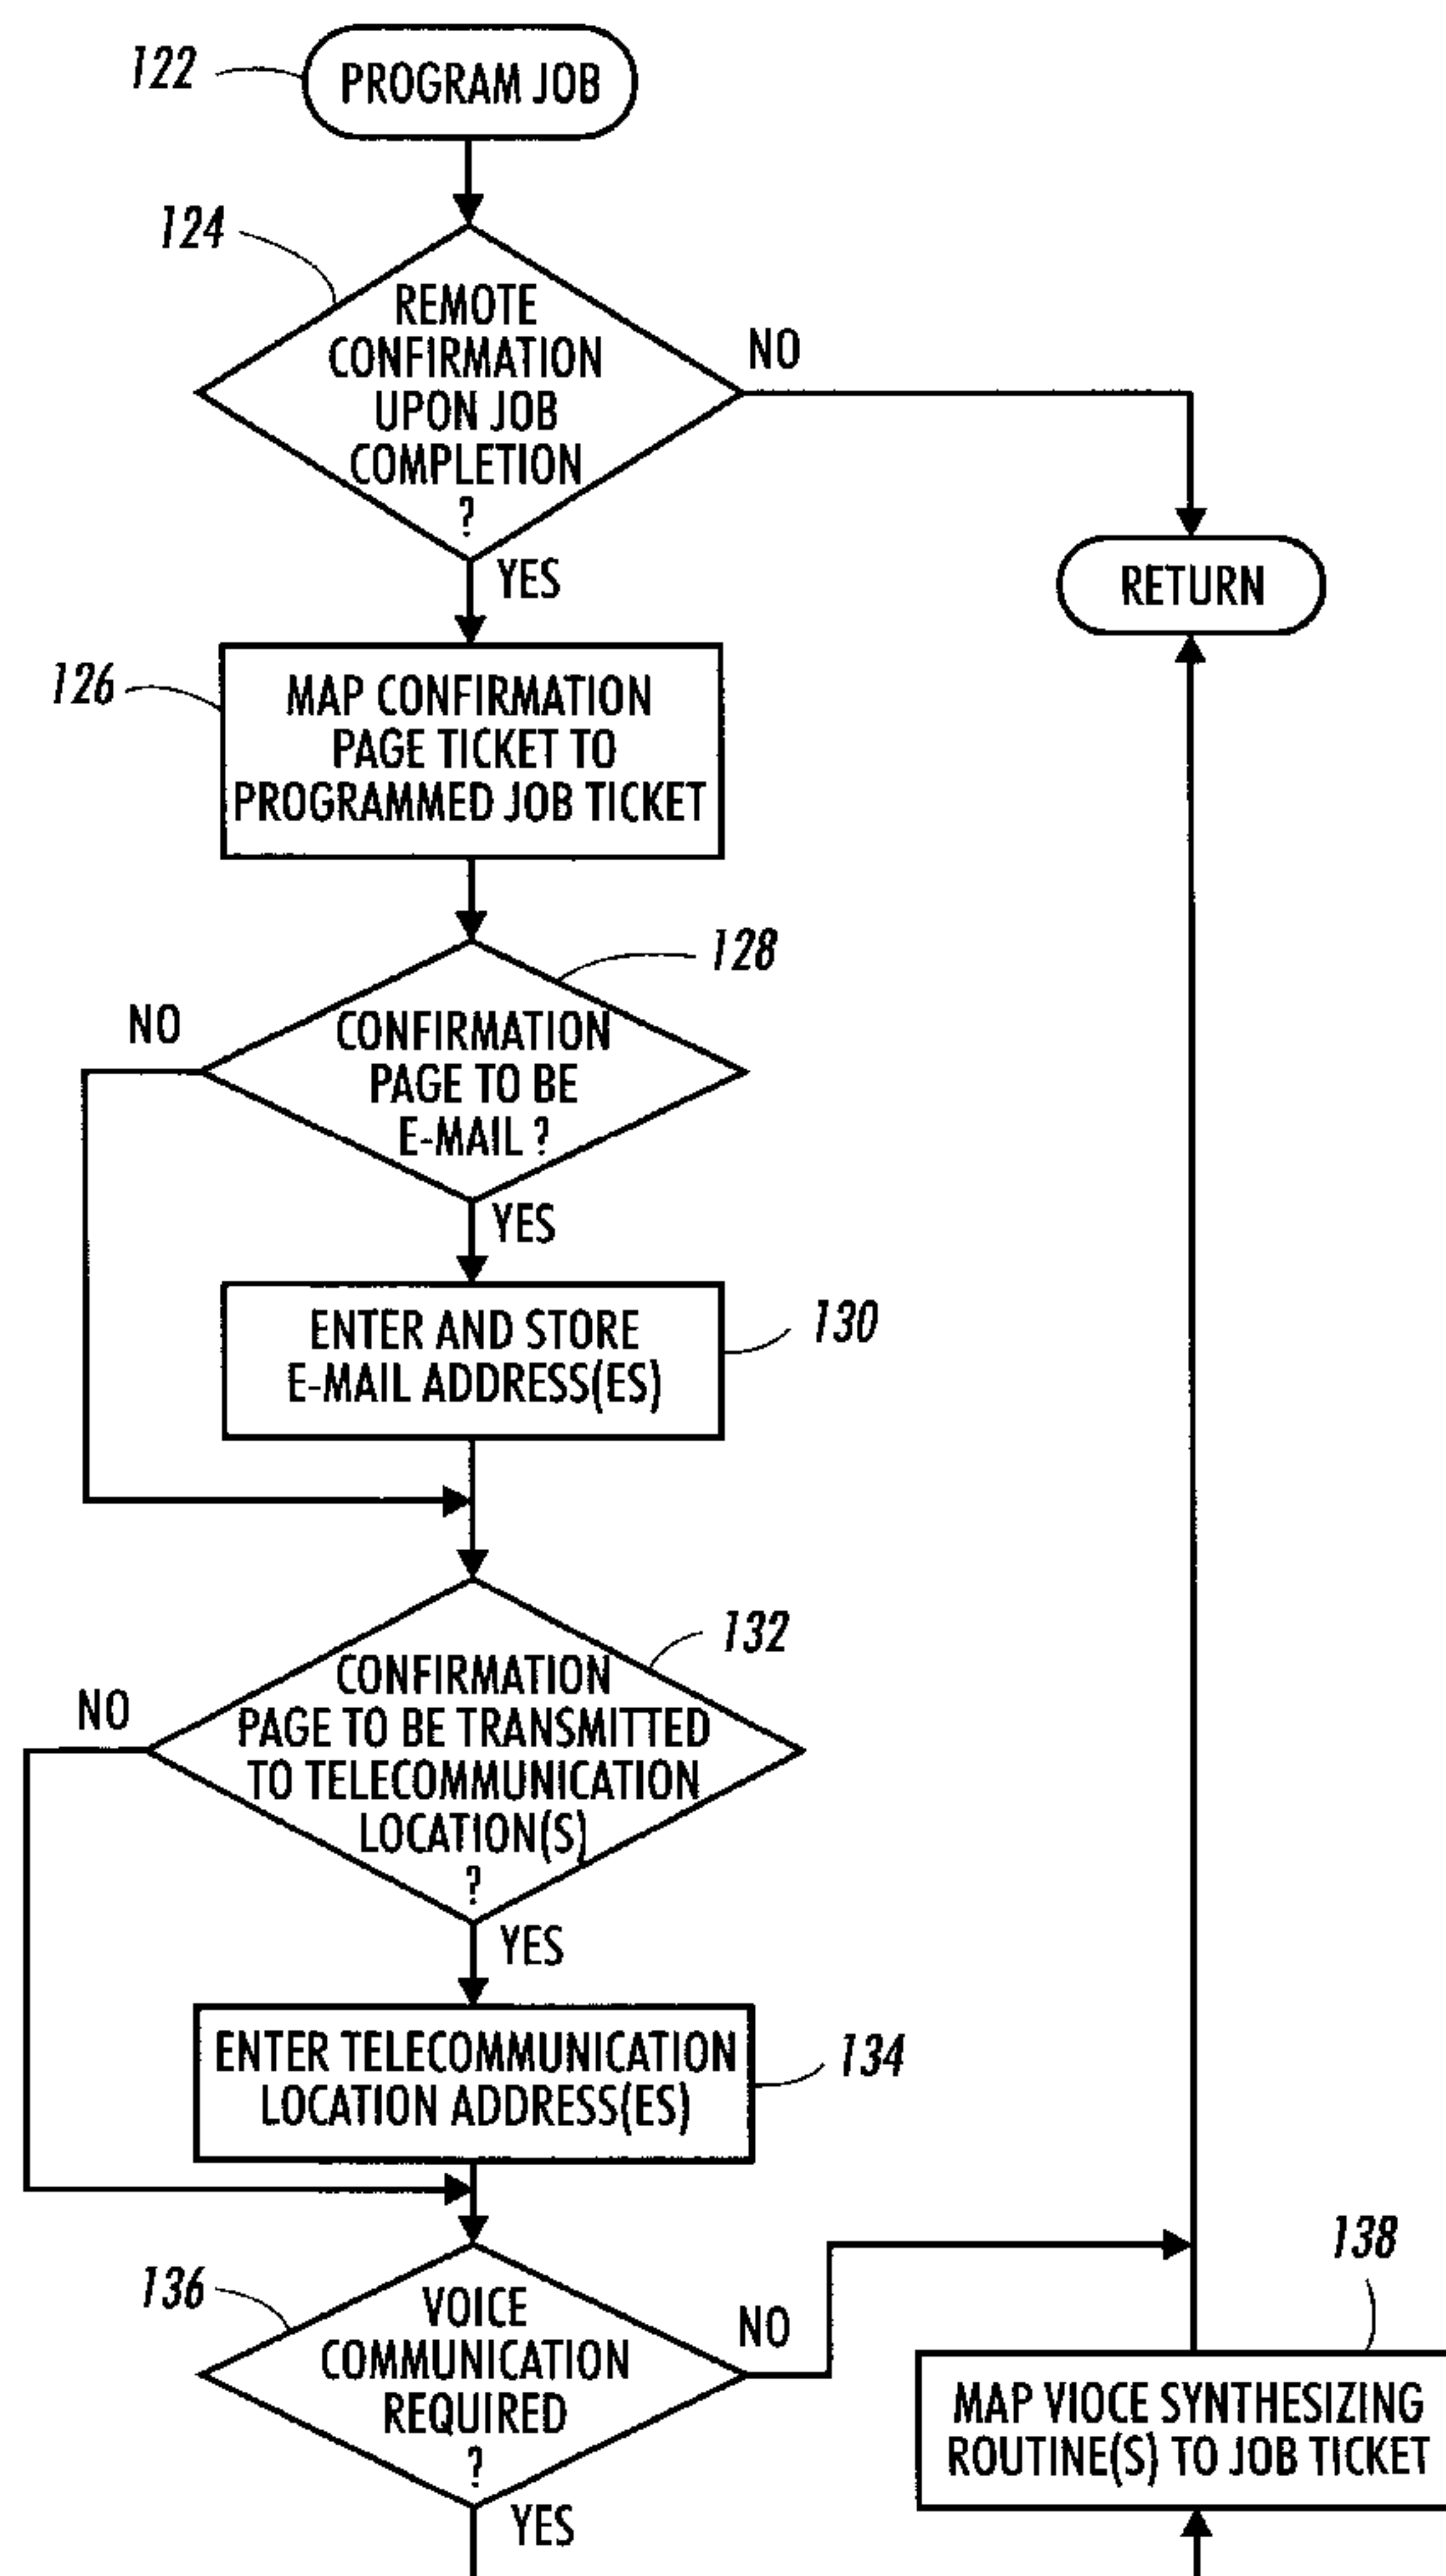 122
PROGRAM JOB
124
REMOTE
CONFIRMATION
UPON JOB
COMPLETION
?
NO
YES
RETURN
126
MAP CONFIRMATION
PAGE TICKET TO
PROGRAMMED JOB TICKET
128
NO
CONFIRMATION
PAGE TO BE
E-MAIL ?
YES
130
ENTER AND STORE
E-MAIL ADDRESS(ES)
132
NO
CONFIRMATION
PAGE TO BE TRANSMITTED
TO TELECOMMUNICATION
LOCATION(S)
?
YES
134
ENTER TELECOMMUNICATION
LOCATION ADDRESS(ES)
136
VOICE
COMMUNICATION
REQUIRED
?
NO
YES
138
MAP VIOCE SYNTHESIZING
ROUTINE(S) TO JOB TICKET